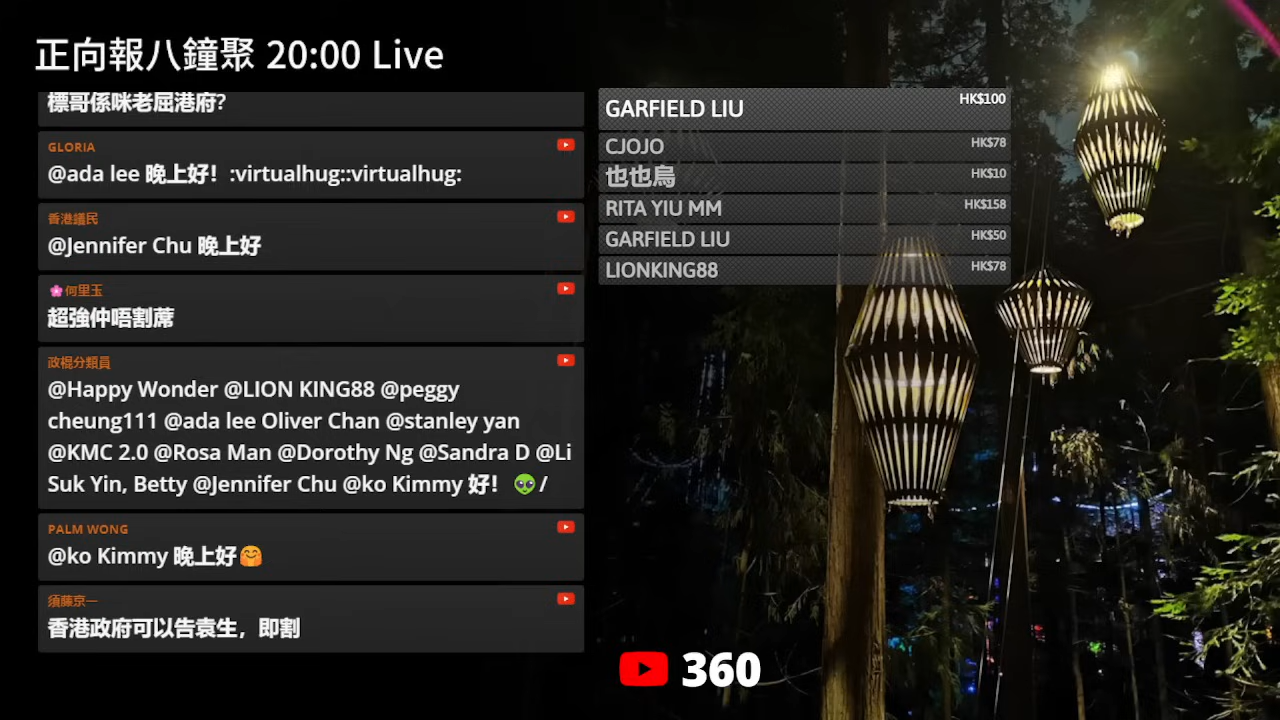 正向報八鐘聚 20:00 Live
標哥係咪老屈港府?
GLORIA
@ada lee 晚上好！:virtualhug::virtualhug:
香港議民
@Jennifer Chu 晚上好
🌸何里玉
超強仲唔割蓆
政棍分類員
@Happy Wonder @LION KING88 @peggy
cheung111 @ada lee Oliver Chan @stanley yan
@KMC 2.0 @Rosa Man @Dorothy Ng @Sandra D @Li
Suk Yin, Betty @Jennifer Chu @ko Kimmy 好！ 👽/
PALM WONG
@ko Kimmy 晚上好🤗
須藤京一
香港政府可以告袁生，即割
GARFIELD LIU HK$100
CJOJO HK$78
也也烏 HK$10
RITA YIU MM HK$158
GARFIELD LIU HK$50
LIONKING88 HK$78
360